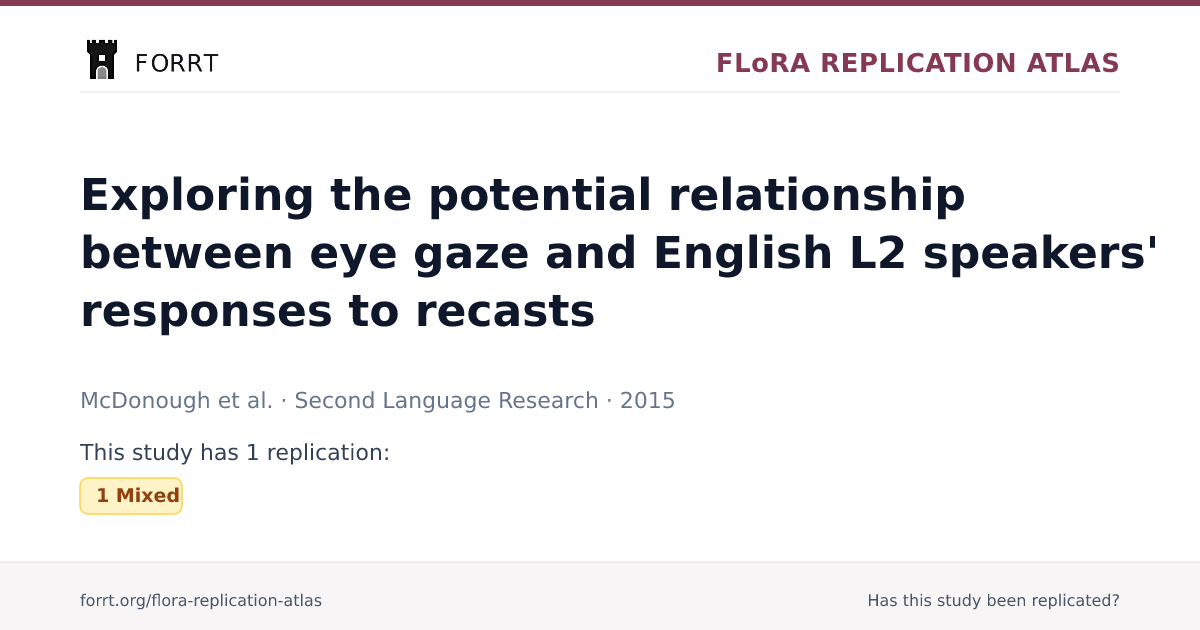 FORRT
FLoRA REPLICATION ATLAS
Exploring the potential relationship
between eye gaze and English L2 speakers'
responses to recasts
McDonough et al. · Second Language Research · 2015
This study has 1 replication:
1 Mixed
forrt.org/flora-replication-atlas
Has this study been replicated?